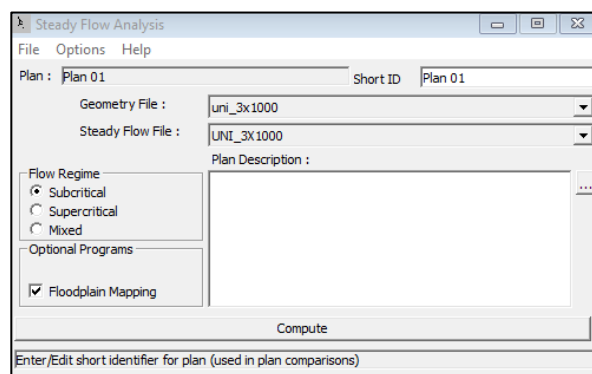 Steady Flow Analysis
File Options Help
Plan : Plan 01 Short ID Plan 01
Geometry File : uni_3x1000
Steady Flow File : UNI_3X1000
Plan Description :
Flow Regime
Subcritical
Supercritical
Mixed
Optional Programs
Floodplain Mapping
...
Compute
Enter/Edit short identifier for plan (used in plan comparisons)